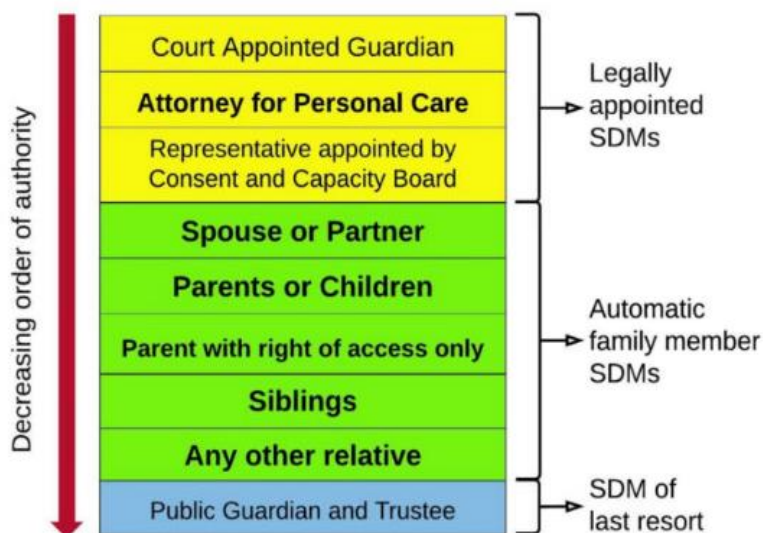 Decreasing order of authority
Court Appointed Guardian
Attorney for Personal Care
Representative appointed by
Consent and Capacity Board
Spouse or Partner
Parents or Children
Parent with right of access only
Siblings
Any other relative
Public Guardian and Trustee
Legally
appointed
SDMs
Automatic
family member
SDMs
SDM of
last resort